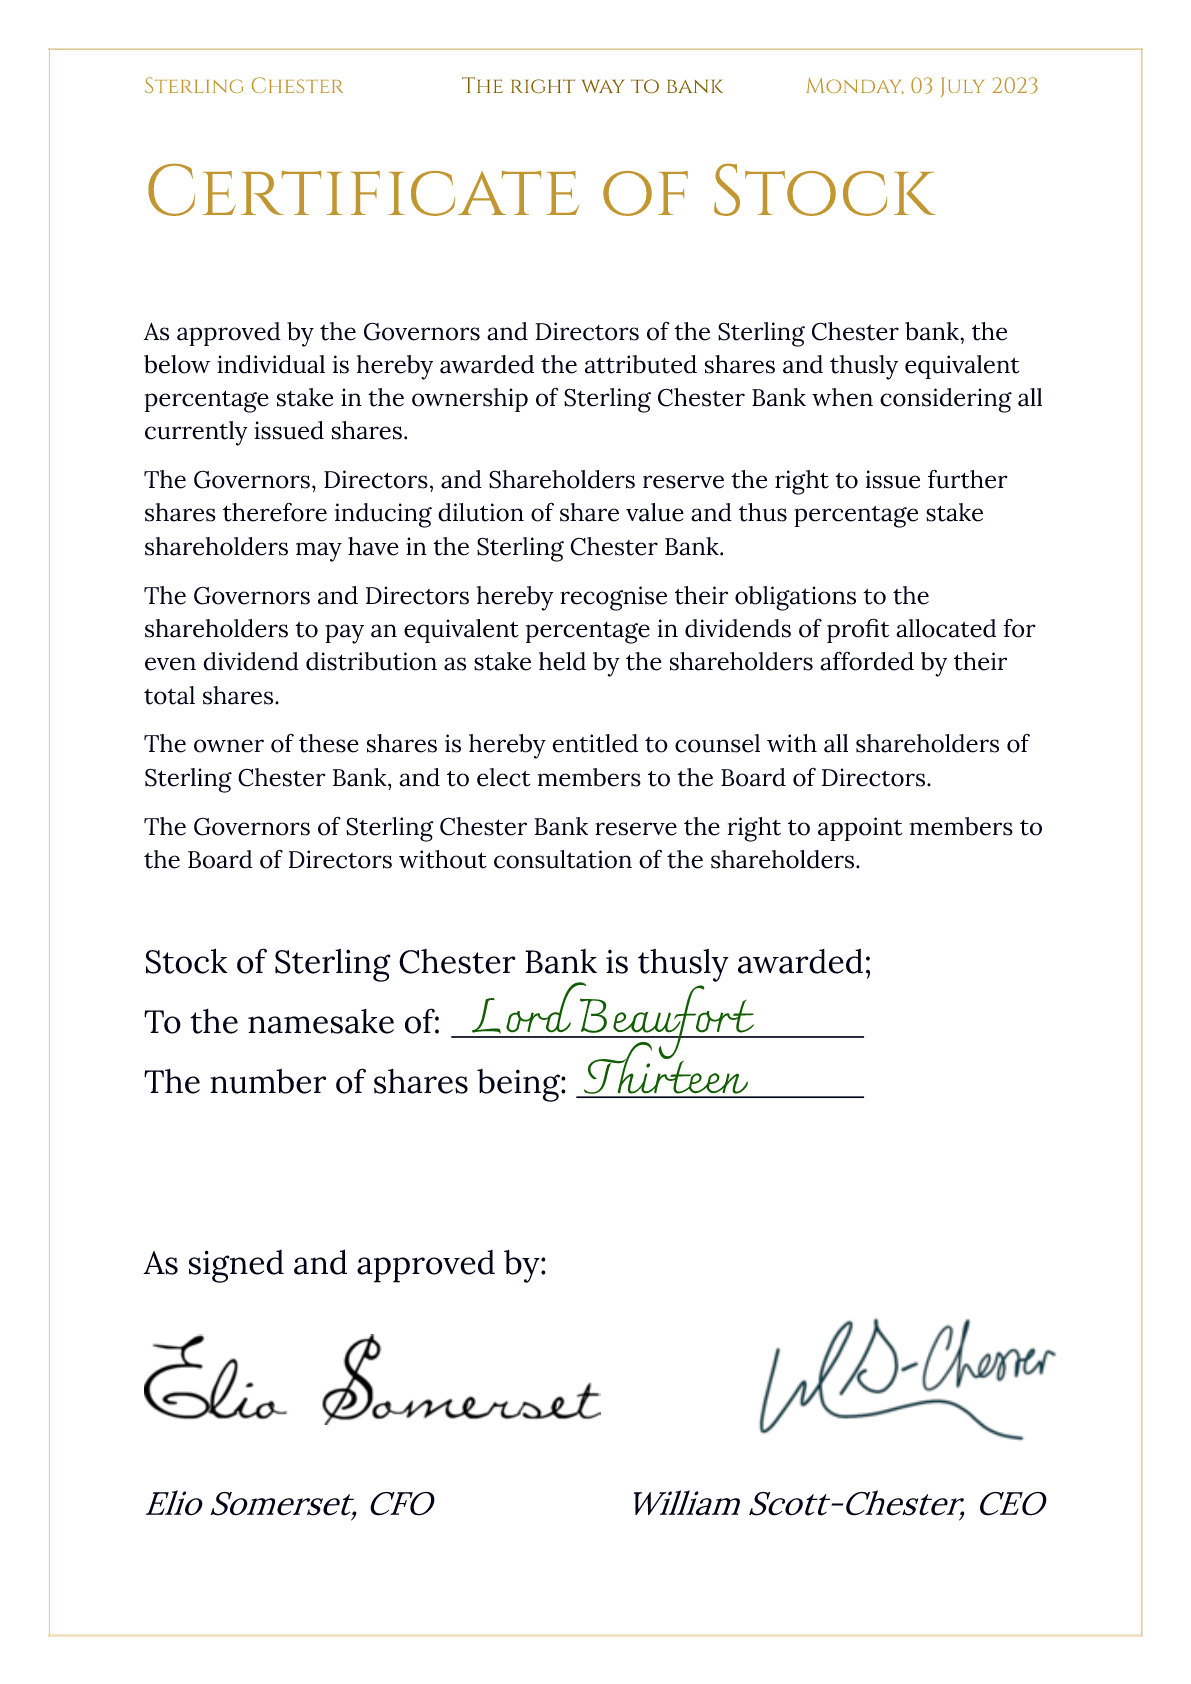 Sterling Chester The right way to bank Monday, 03 July 2023
Certificate of Stock
As approved by the Governors and Directors of the Sterling Chester bank, the
below individual is hereby awarded the attributed shares and thusly equivalent
percentage stake in the ownership of Sterling Chester Bank when considering all
currently issued shares.
The Governors, Directors, and Shareholders reserve the right to issue further
shares therefore inducing dilution of share value and thus percentage stake
shareholders may have in the Sterling Chester Bank.
The Governors and Directors hereby recognise their obligations to the
shareholders to pay an equivalent percentage in dividends of profit allocated for
even dividend distribution as stake held by the shareholders afforded by their
total shares.
The owner of these shares is hereby entitled to counsel with all shareholders of
Sterling Chester Bank, and to elect members to the Board of Directors.
The Governors of Sterling Chester Bank reserve the right to appoint members to
the Board of Directors without consultation of the shareholders.
Stock of Sterling Chester Bank is thusly awarded;
To the namesake of: Lord Beaufort
The number of shares being: Thirteen
As signed and approved by:
Elio Somerset W S-Chester
Elio Somerset, CFO William Scott-Chester, CEO